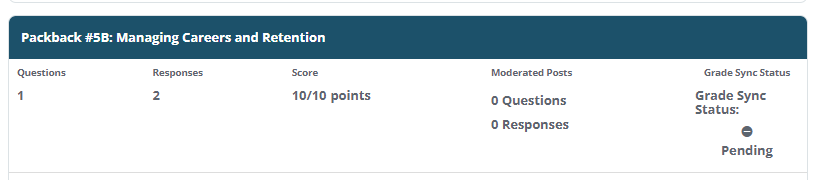 Packback #5B: Managing Careers and Retention
Questions
Responses
Score
Moderated Posts
Grade Sync Status
1
2
10/10 points
0 Questions
0 Responses
Grade Sync
Status:
Pending